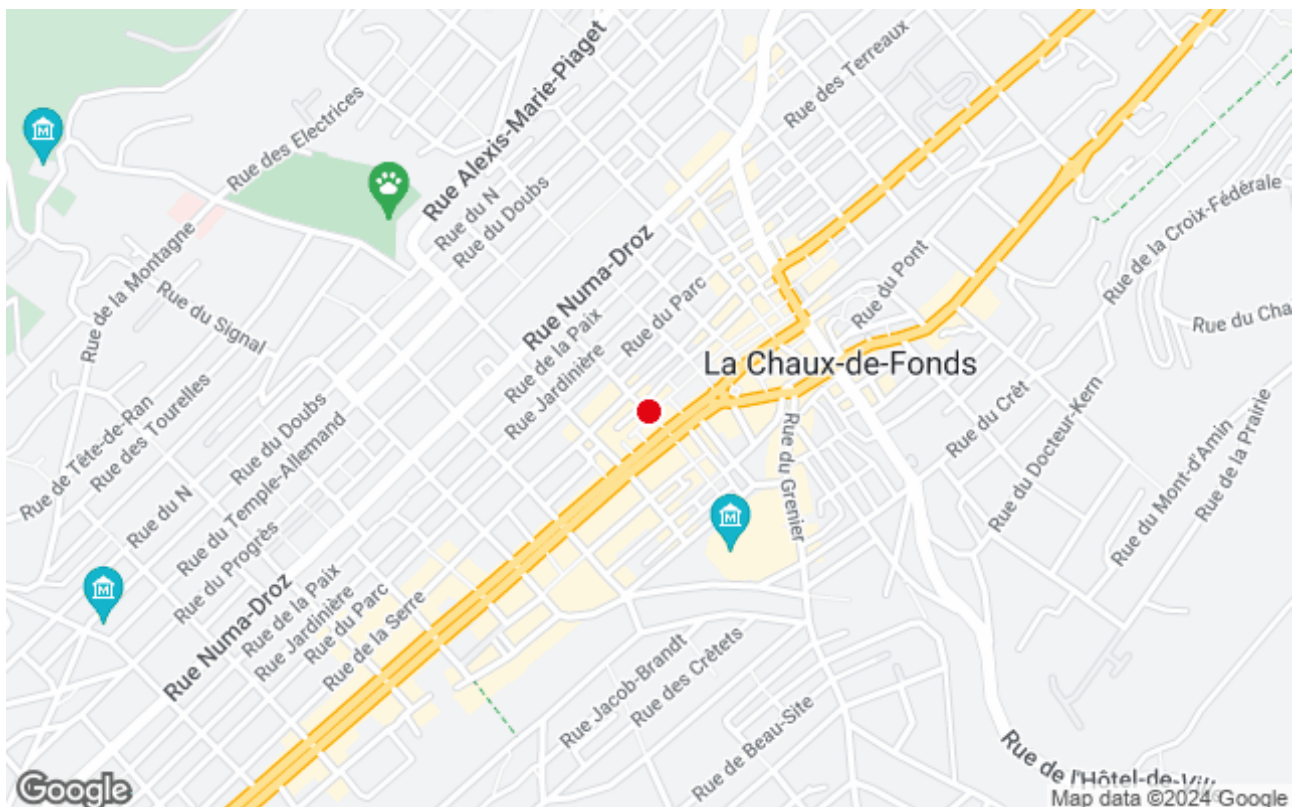 Rue des Electrices
Rue Alexis-Marie-Piaget
Rue des Terreaux
Rue du N
Rue du Doubs
Rue de la Montagne
Rue du Signal
Rue Numa-Droz
Rue du Parc
Rue de la Paix
Rue Jardinière
Rue du Pont
Rue de la Croix-Fédérale
Rue du Cha
La Chaux-de-Fonds
Rue de Tête-de-Ran
Rue des Tourelles
Rue du Doubs
Rue du N
Rue du Temple-Allemand
Rue du Progrès
Rue Numa-Droz
Rue de la Paix
Rue Jardinière
Rue du Parc
Rue de la Serre
Rue du Grenier
Rue du Crêt
Rue du Docteur-Kern
Rue du Mont-d'Amin
Rue de la Prairie
Rue Jacob-Brandt
Rue des Crêtets
Rue de Beau-Site
Rue de l'Hôtel-de-Vill
Google
Map data ©2024 Google